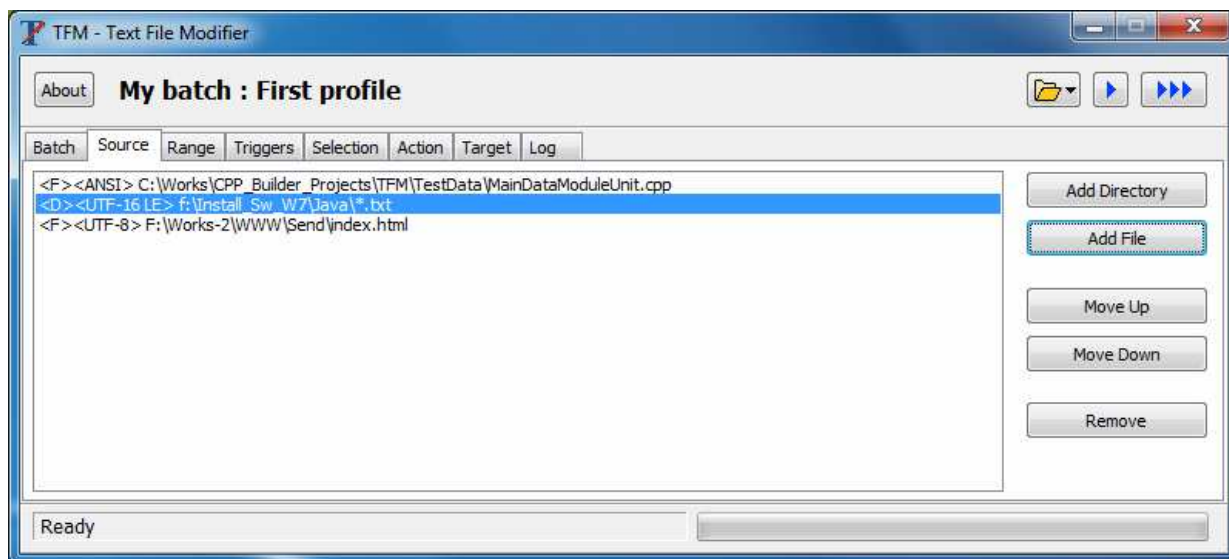 TFM - Text File Modifier
About My batch : First profile
Batch Source Range Triggers Selection Action Target Log
<F><ANSI> C:\Works\CPP_Builder_Projects\TFM\TestData\MainDataModuleUnit.cpp
<D><UTF-16 LE> f:\Install_Sw_W7\Java\*.txt
<F><UTF-8> F:\Works-2\WWW\Send\index.html
Add Directory
Add File
Move Up
Move Down
Remove
Ready